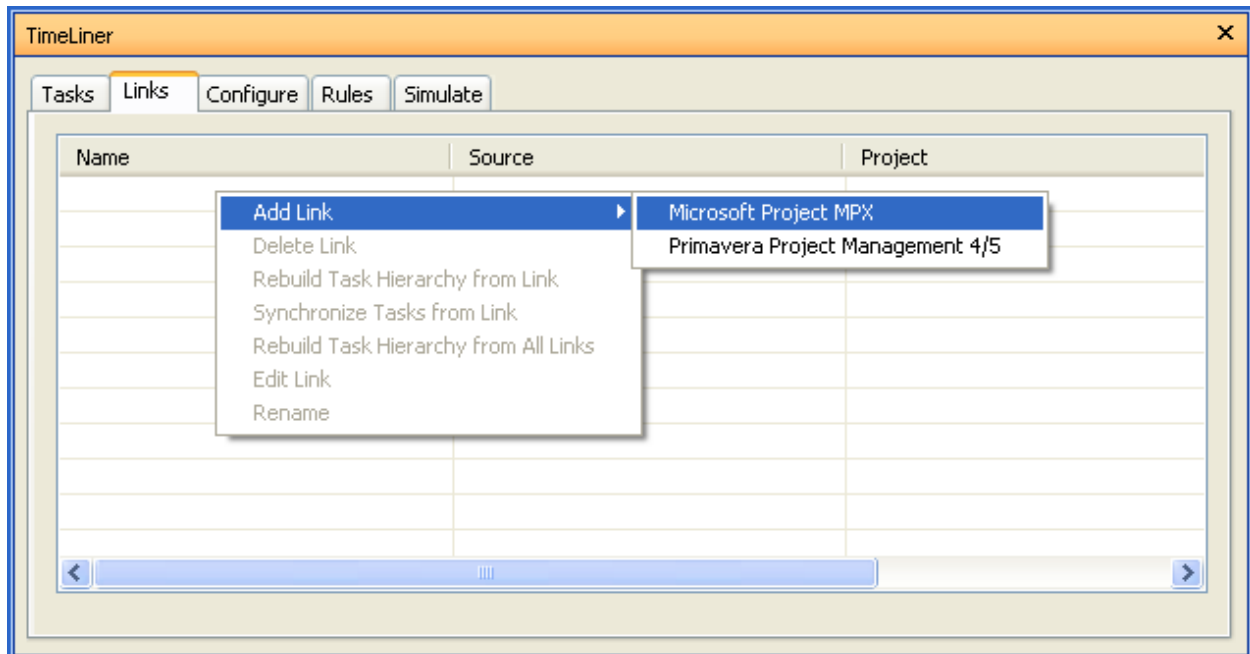 TimeLiner
Tasks Links Configure Rules Simulate
Name Source Project
Add Link Microsoft Project MPX
Delete Link Primavera Project Management 4/5
Rebuild Task Hierarchy from Link
Synchronize Tasks from Link
Rebuild Task Hierarchy from All Links
Edit Link
Rename